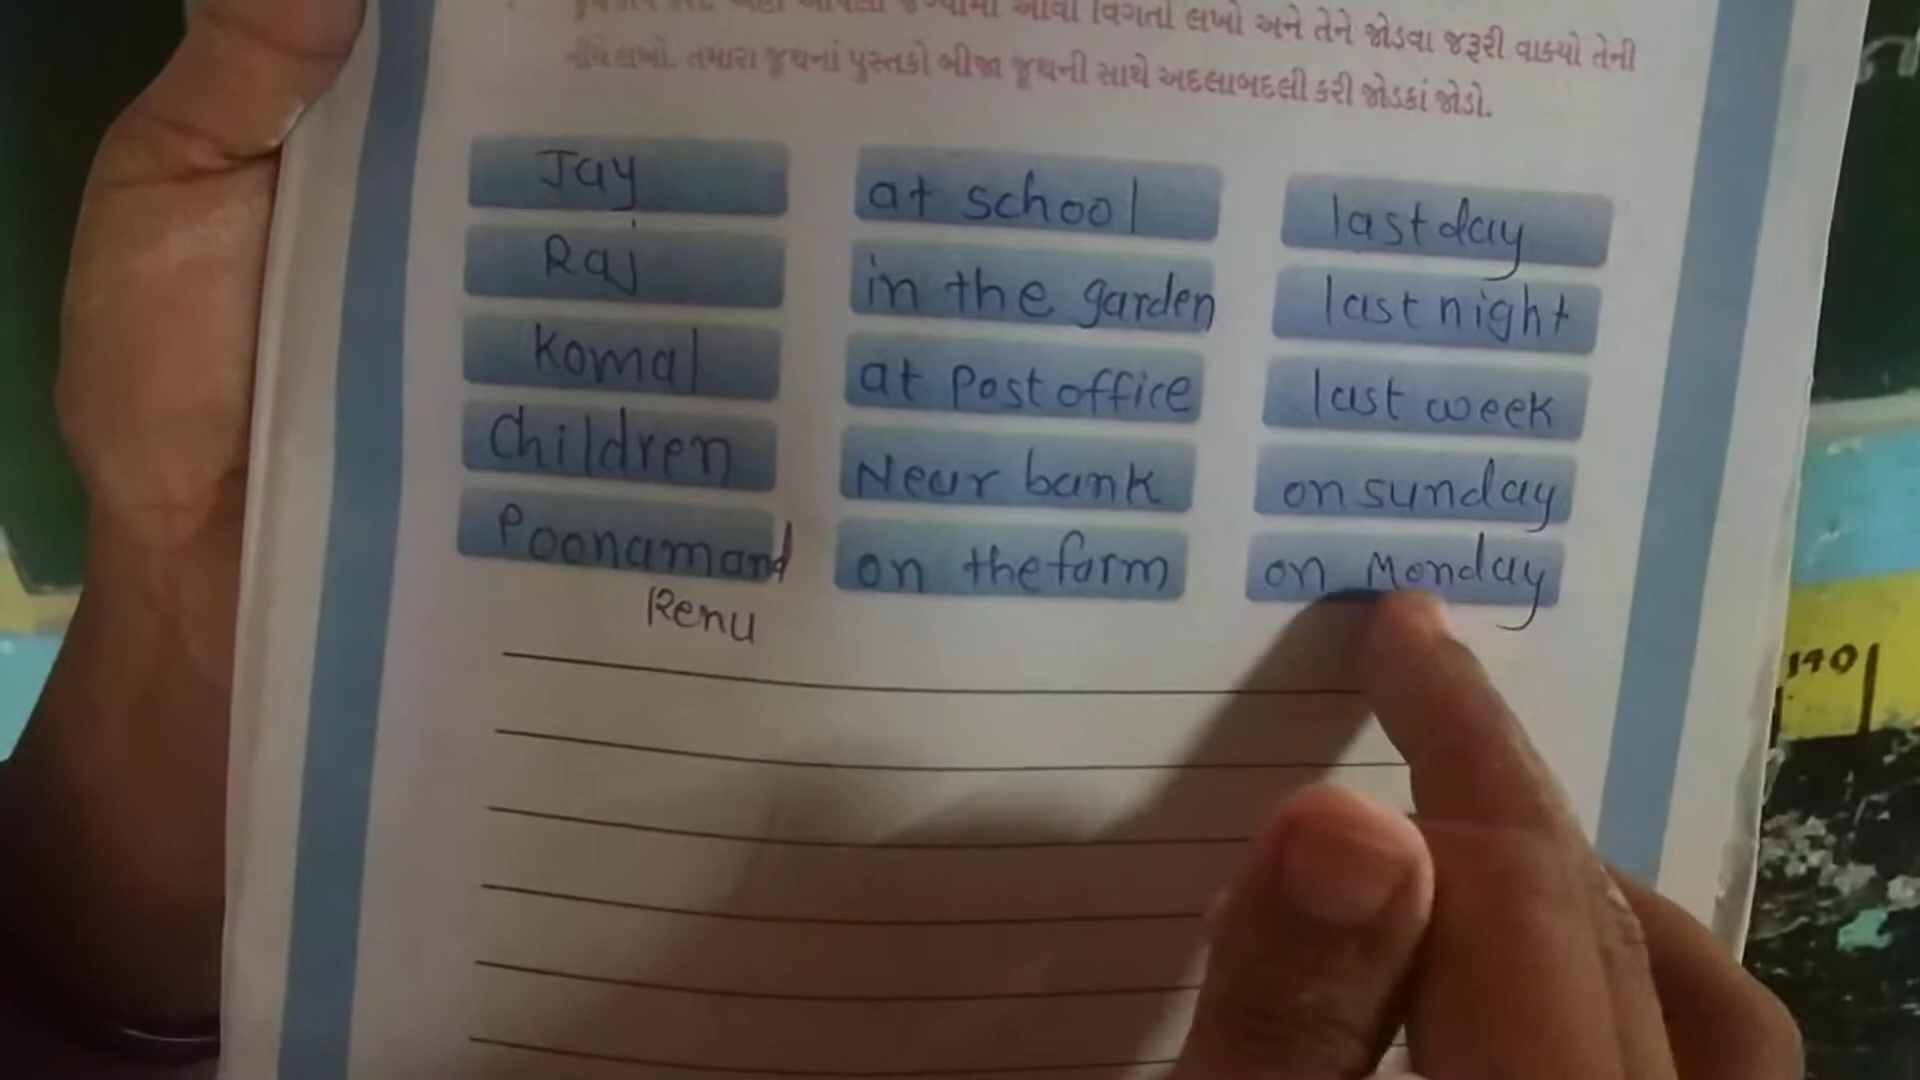 આવી વિગતો લખો અને તેને જોડવા જરૂરી વાક્યો તેની
નીચે લખો. તમારા જૂથનાં પુસ્તકો બીજા જૂથની સાથે અદલાબદલી કરી જોડકાં જોડો.
Jay at school last day
Raj in the garden last night
Komal at Post office last week
Children Near bank on sunday
Poonam and on the farm on Monday
Renu
140